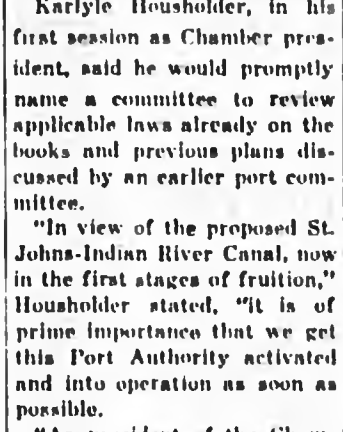 Karlyle Housholder, in his
first session as Chamber pres-
ident, said he would promptly
name a committee to review
applicable laws already on the
books and previous plans dis-
cussed by an earlier port com-
mittee.
"In view of the proposed St.
Johns-Indian River Canal, now
in the first stages of fruition,"
Housholder stated, "it is of
prime importance that we get
this Port Authority activated
and into operation as soon as
possible.